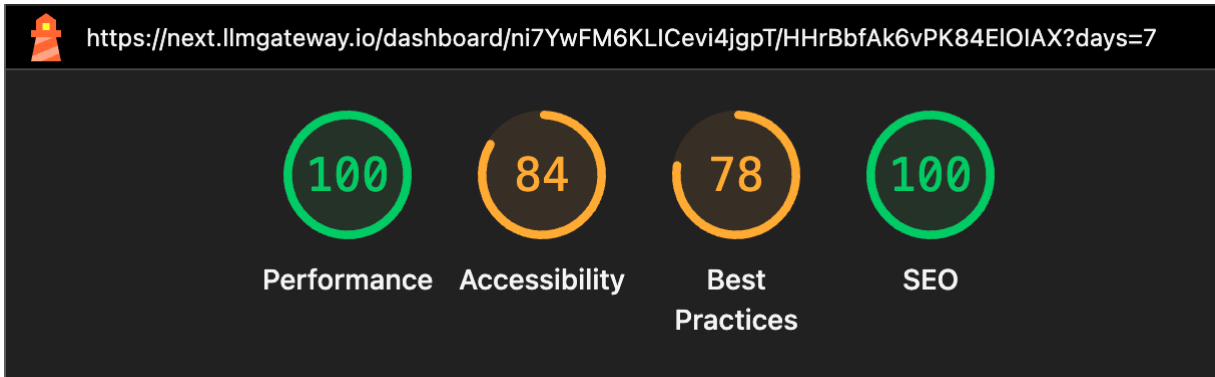 https://next.llmgateway.io/dashboard/ni7YwFM6KLICevi4jgpT/HHrBbfAk6vPK84ElOIAX?days=7
100
84
78
100
Performance
Accessibility
Best
Practices
SEO